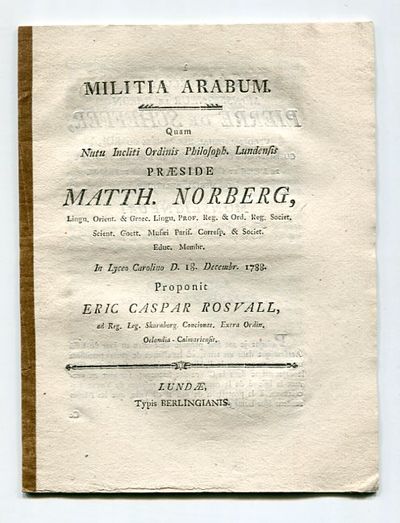 MILITIA ARABUM.
Quam
Nutu Incliti Ordinis Philosoph. Lundensis
PRÆSIDE
MATTH. NORBERG,
Lingu. Orient. & Græc. Lingu. PROF. Reg. & Ord. Reg. Societ.
Scient. Goett. Musei Paris. Corresp. & Societ.
Educ. Membr.
In Lyceo Carolino D. 18. Decembr. 1788.
Proponit
ERIC CASPAR ROSVALL,
ad Reg. Leg. Skaraborg. Concionat. Extra Ordin.
Oelandia-Calmariensis.
LUNDÆ,
Typis BERLINGIANIS.